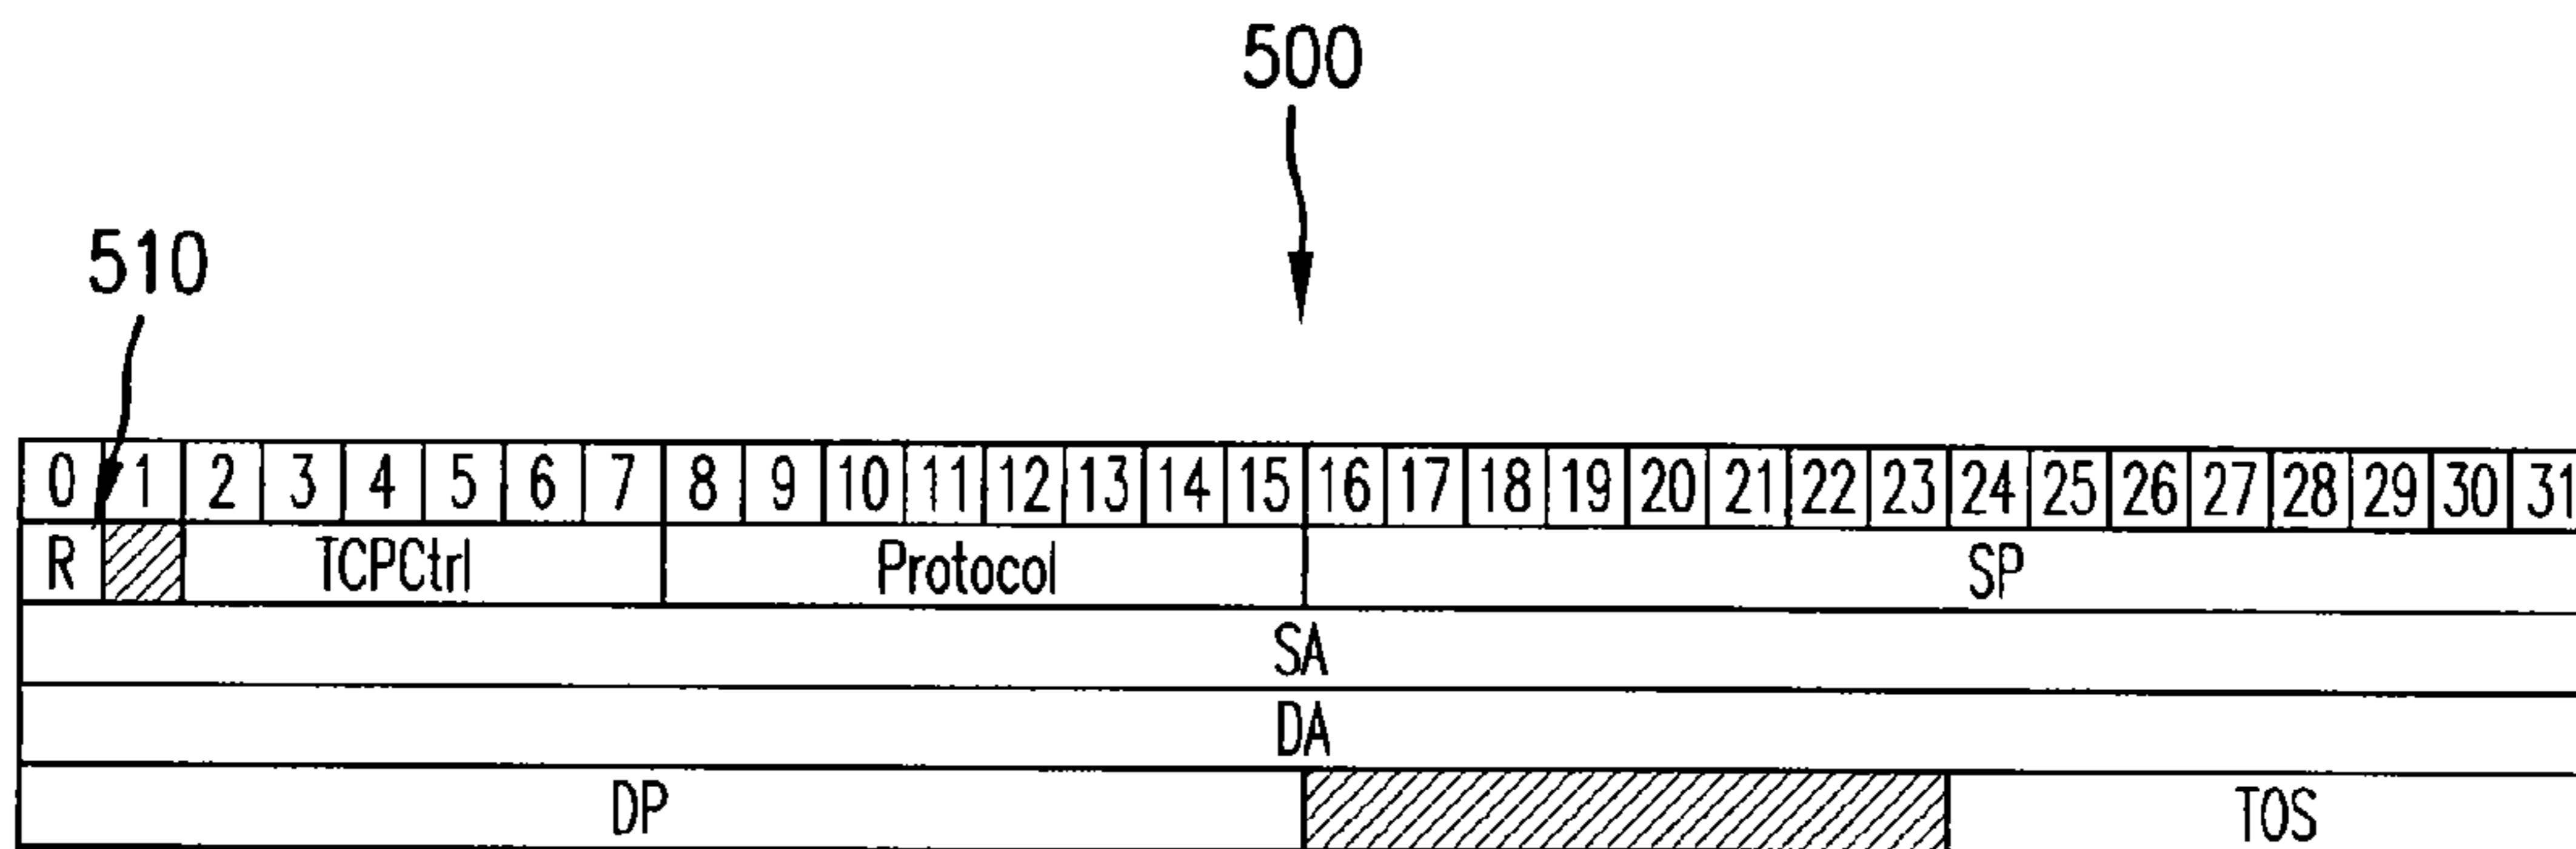 500
510
0 1 2 3 4 5 6 7 8 9 10 11 12 13 14 15 16 17 18 19 20 21 22 23 24 25 26 27 28 29 30 31
R TCPCtrl Protocol SP
SA
DA
DP TOS